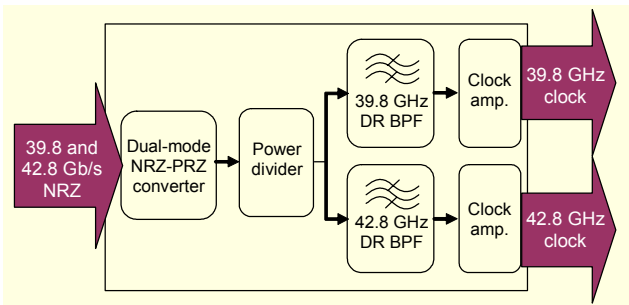 39.8 and
42.8 Gb/s
NRZ
Dual-mode
NRZ-PRZ
converter
Power
divider
39.8 GHz
DR BPF
Clock
amp.
39.8 GHz
clock
42.8 GHz
DR BPF
Clock
amp.
42.8 GHz
clock